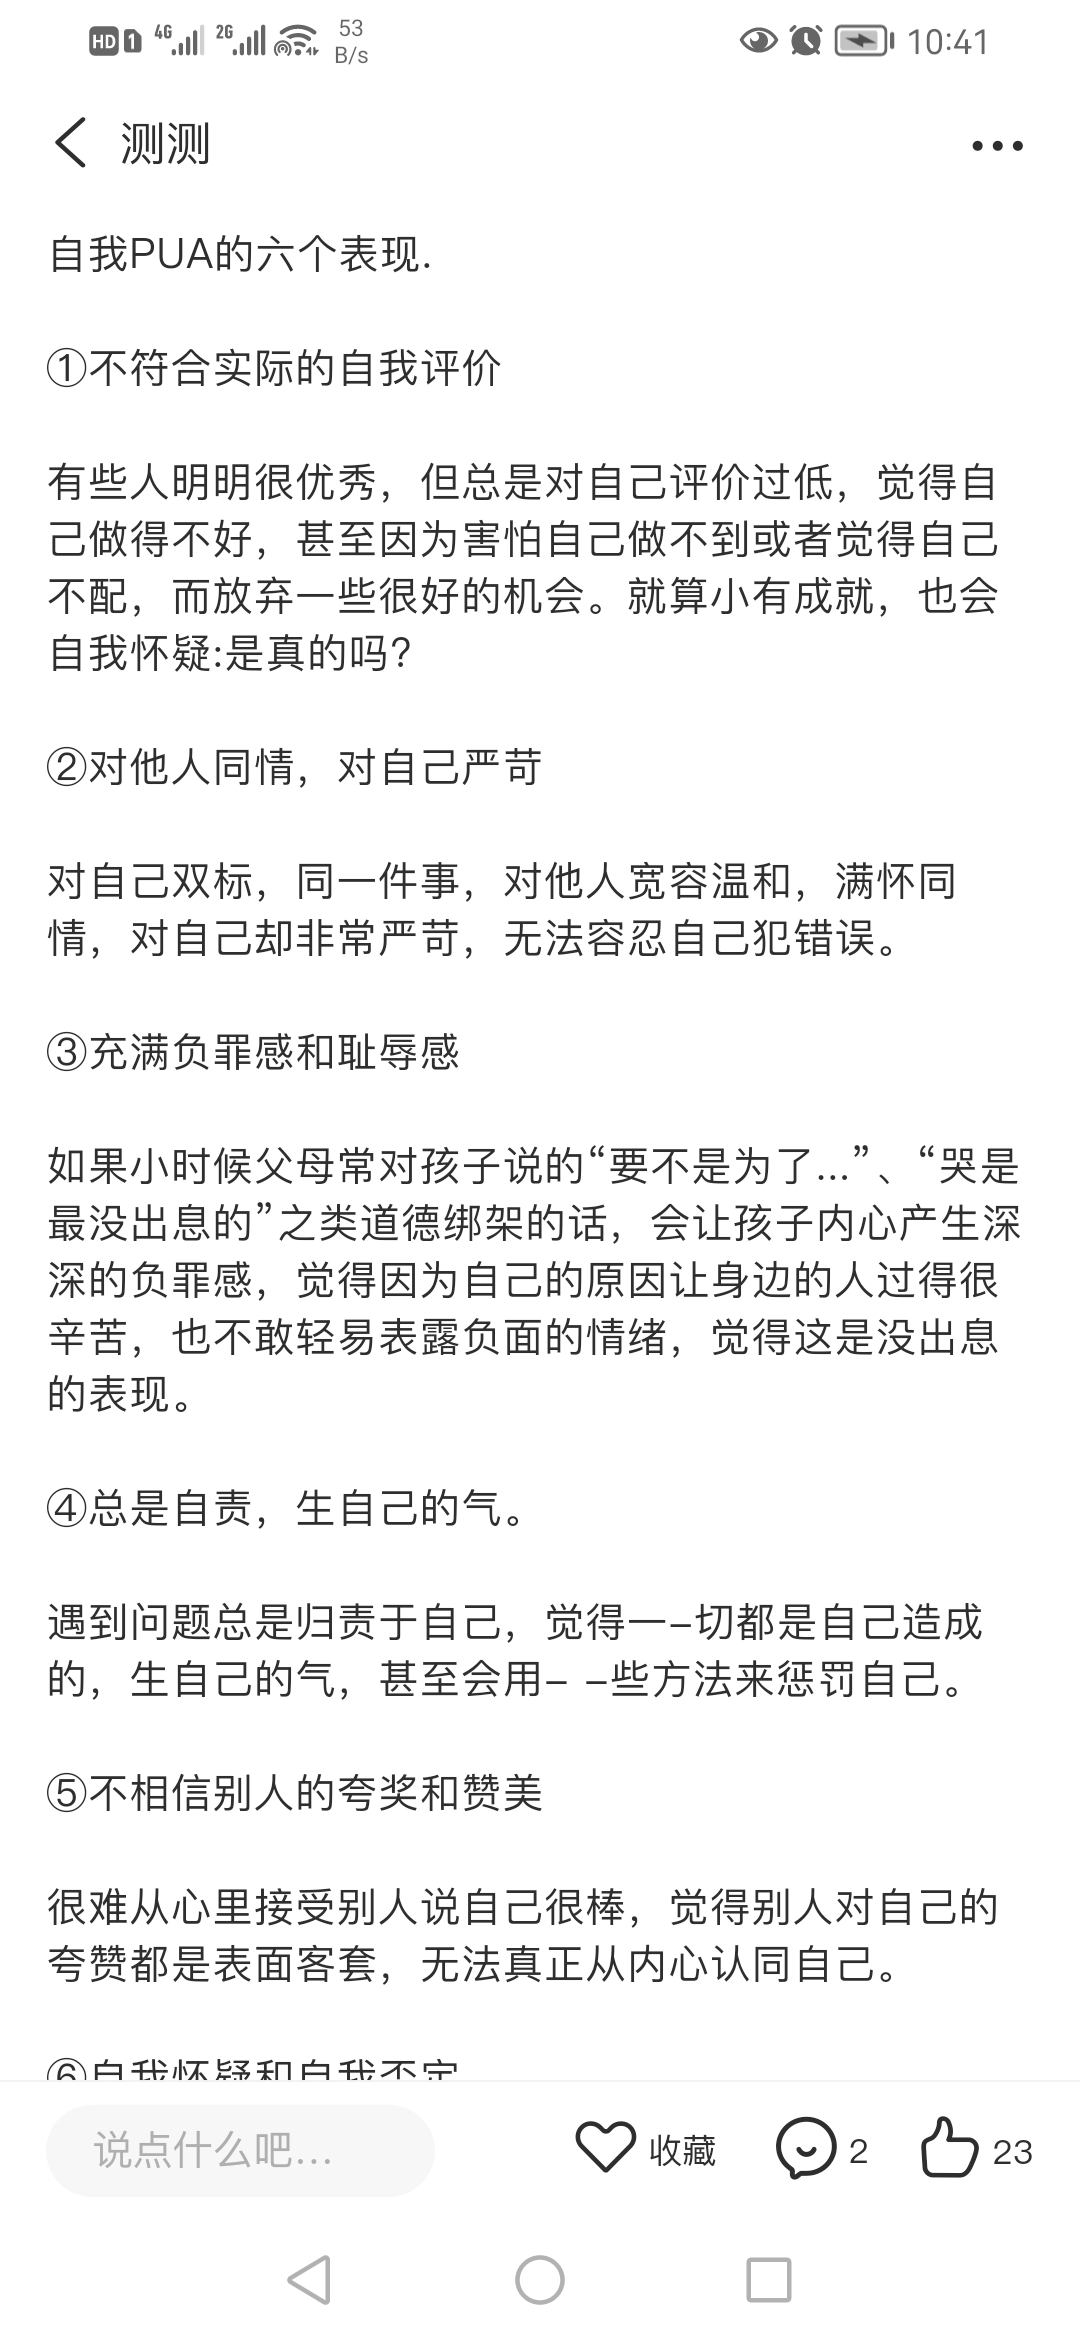 HD 1 4G 2G 53 B/s 10:41
测测
自我PUA的六个表现.
①不符合实际的自我评价
有些人明明很优秀，但总是对自己评价过低，觉得自
己做得不好，甚至因为害怕自己做不到或者觉得自己
不配，而放弃一些很好的机会。就算小有成就，也会
自我怀疑:是真的吗？
②对他人同情，对自己严苛
对自己双标，同一件事，对他人宽容温和，满怀同
情，对自己却非常严苛，无法容忍自己犯错误。
③充满负罪感和耻辱感
如果小时候父母常对孩子说的“要不是为了...”、“哭是
最没出息的”之类道德绑架的话，会让孩子内心产生深
深的负罪感，觉得因为自己的原因让身边的人过得很
辛苦，也不敢轻易表露负面的情绪，觉得这是没出息
的表现。
④总是自责，生自己的气。
遇到问题总是归责于自己，觉得一–切都是自己造成
的，生自己的气，甚至会用– –些方法来惩罚自己。
⑤不相信别人的夸奖和赞美
很难从心里接受别人说自己很棒，觉得别人对自己的
夸赞都是表面客套，无法真正从内心认同自己。
⑥自我怀疑和自我否定
说点什么吧... 收藏 2 23